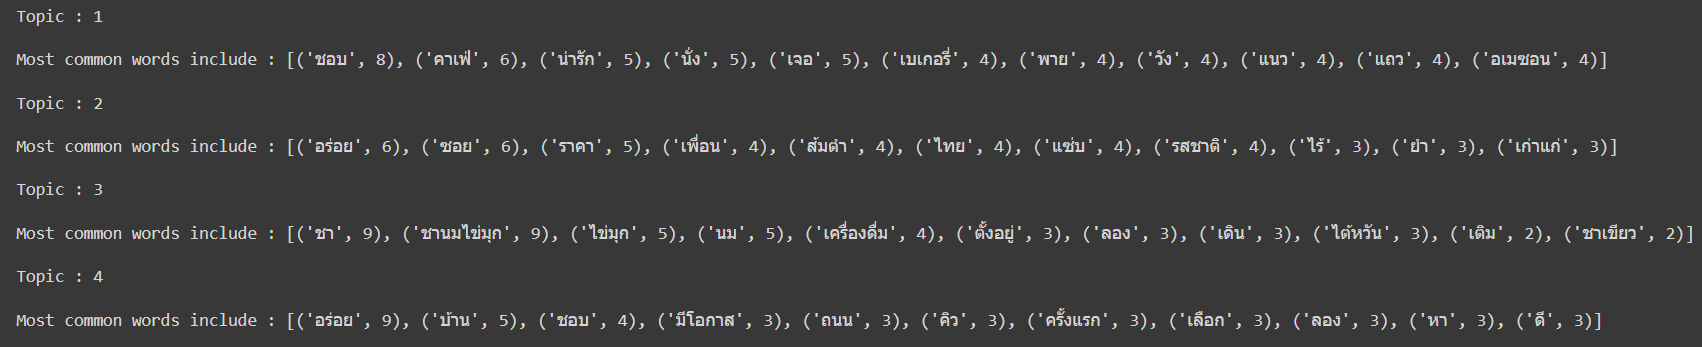 Topic : 1
Most common words include : [('ชอบ', 8), ('คาเฟ่', 6), ('น่ารัก', 5), ('นั่ง', 5), ('เจอ', 5), ('เบเกอรี่', 4), ('พาย', 4), ('วัง', 4), ('แนว', 4), ('แถว', 4), ('อเมซอน', 4)]
Topic : 2
Most common words include : [('อร่อย', 6), ('ซอย', 6), ('ราคา', 5), ('เพื่อน', 4), ('ส้มตำ', 4), ('ไทย', 4), ('แซ่บ', 4), ('รสชาติ', 4), ('ไร้', 3), ('ยำ', 3), ('เก่าแก่', 3)]
Topic : 3
Most common words include : [('ชา', 9), ('ชานมไข่มุก', 9), ('ไข่มุก', 5), ('นม', 5), ('เครื่องดื่ม', 4), ('ตั้งอยู่', 3), ('ลอง', 3), ('เดิน', 3), ('ไต้หวัน', 3), ('เดิม', 2), ('ชาเขียว', 2)]
Topic : 4
Most common words include : [('อร่อย', 9), ('บ้าน', 5), ('ชอบ', 4), ('มีโอกาส', 3), ('ถนน', 3), ('คิว', 3), ('ครั้งแรก', 3), ('เลือก', 3), ('ลอง', 3), ('หา', 3), ('ดี', 3)]